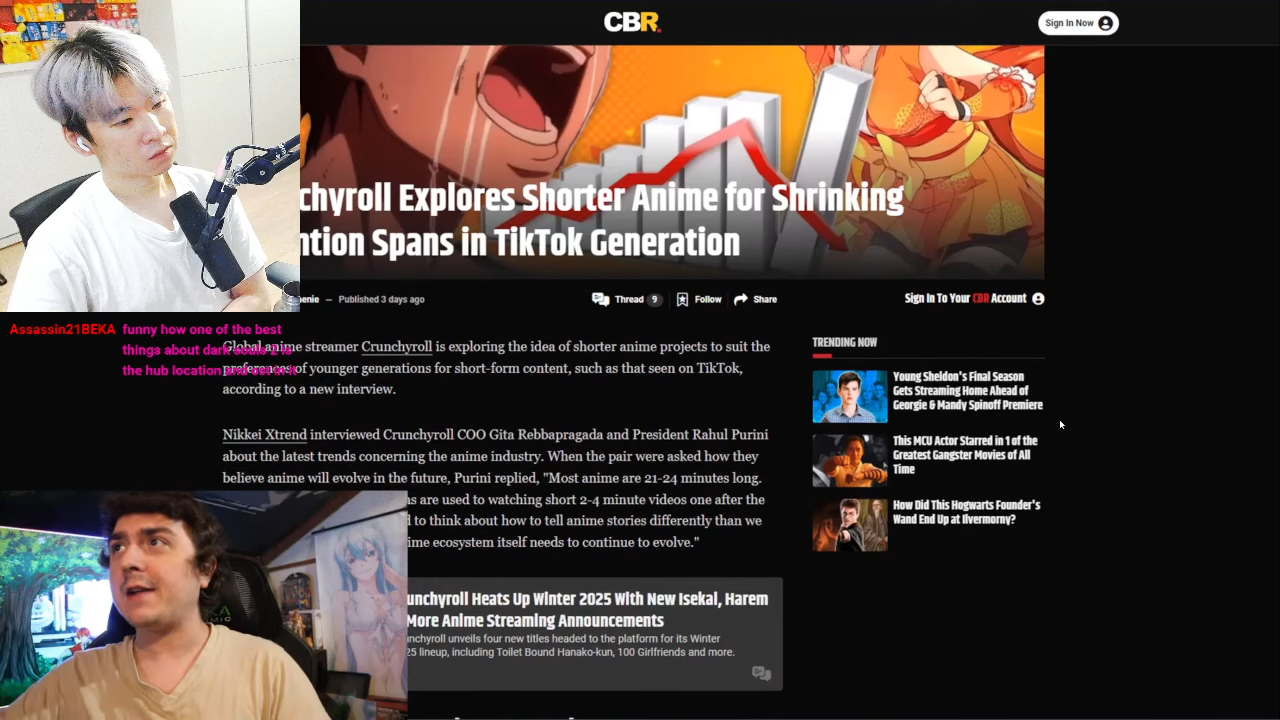 CBR.
Sign In Now
chyroll Explores Shorter Anime for Shrinking
ntion Spans in TikTok Generation
enie — Published 3 days ago
Thread 9
Follow
Share
Sign In To Your CBR Account
Assassin21BEKA funny how one of the best
things about dark souls 2 is
the hub location and ost in it
Global anime streamer Crunchyroll is exploring the idea of shorter anime projects to suit the
preferences of younger generations for short-form content, such as that seen on TikTok,
according to a new interview.
Nikkei Xtrend interviewed Crunchyroll COO Gita Rebbapragada and President Rahul Purini
about the latest trends concerning the anime industry. When the pair were asked how they
believe anime will evolve in the future, Purini replied, "Most anime are 21-24 minutes long.
s are used to watching short 2-4 minute videos one after the
d to think about how to tell anime stories differently than we
ime ecosystem itself needs to continue to evolve."
unchyroll Heats Up Winter 2025 With New Isekai, Harem
More Anime Streaming Announcements
unchyroll unveils four new titles headed to the platform for its Winter
25 lineup, including Toilet Bound Hanako-kun, 100 Girlfriends and more.
TRENDING NOW
Young Sheldon's Final Season
Gets Streaming Home Ahead of
Georgie & Mandy Spinoff Premiere
This MCU Actor Starred in 1 of the
Greatest Gangster Movies of All
Time
How Did This Hogwarts Founder's
Wand End Up at Ilvermorny?